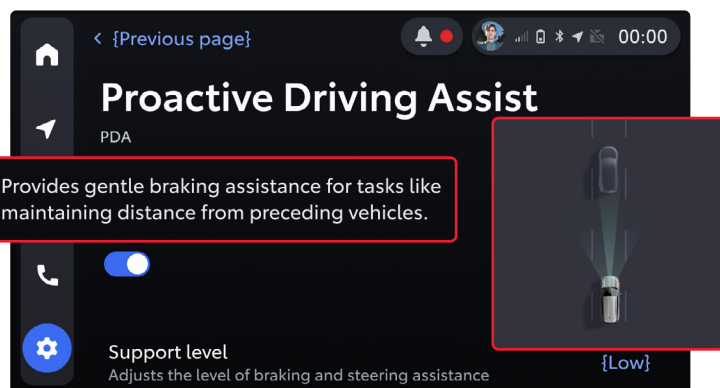 < {Previous page}
00:00
Proactive Driving Assist
PDA
Provides gentle braking assistance for tasks like
maintaining distance from preceding vehicles.
Support level
{Low}
Adjusts the level of braking and steering assistance